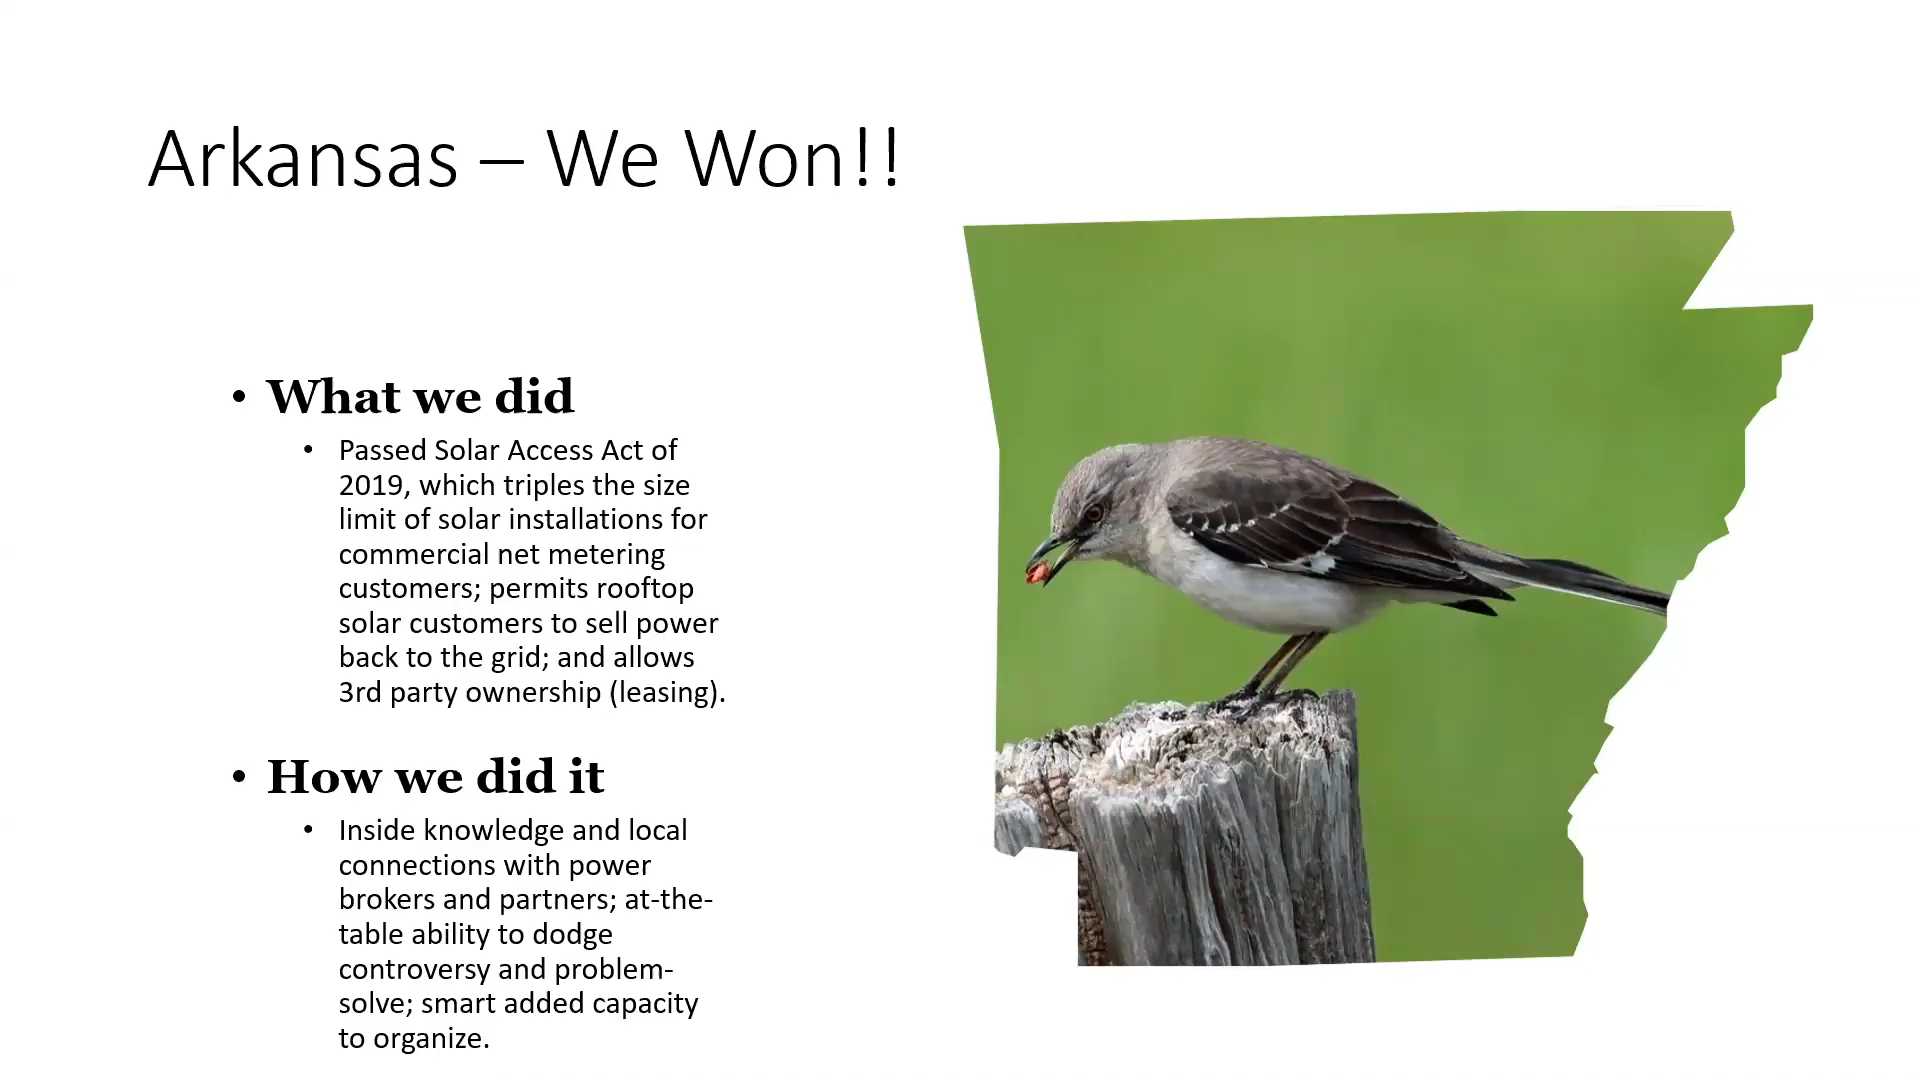 Arkansas – We Won!!
• What we did
• Passed Solar Access Act of
2019, which triples the size
limit of solar installations for
commercial net metering
customers; permits rooftop
solar customers to sell power
back to the grid; and allows
3rd party ownership (leasing).
• How we did it
• Inside knowledge and local
connections with power
brokers and partners; at-the-
table ability to dodge
controversy and problem-
solve; smart added capacity
to organize.